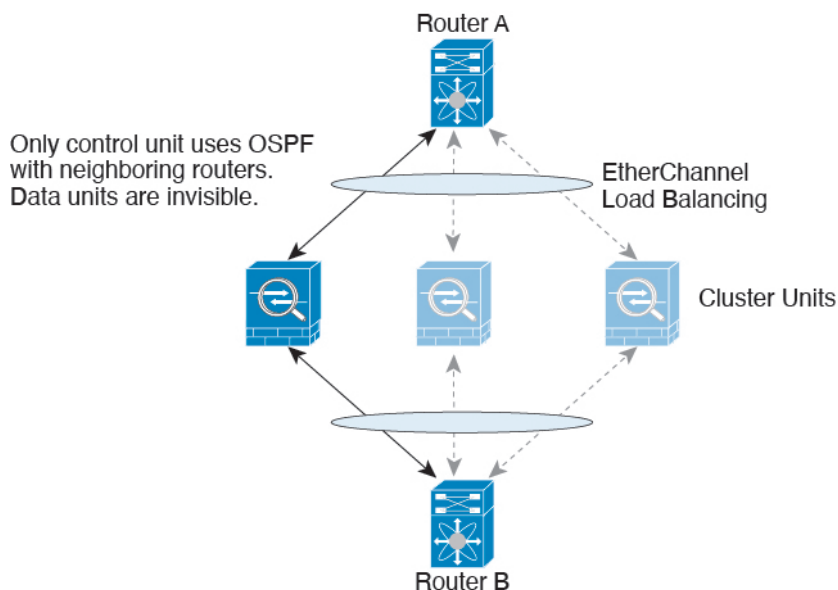 Router A
Only control unit uses OSPF
with neighboring routers.
Data units are invisible.
EtherChannel
Load Balancing
Cluster Units
Router B